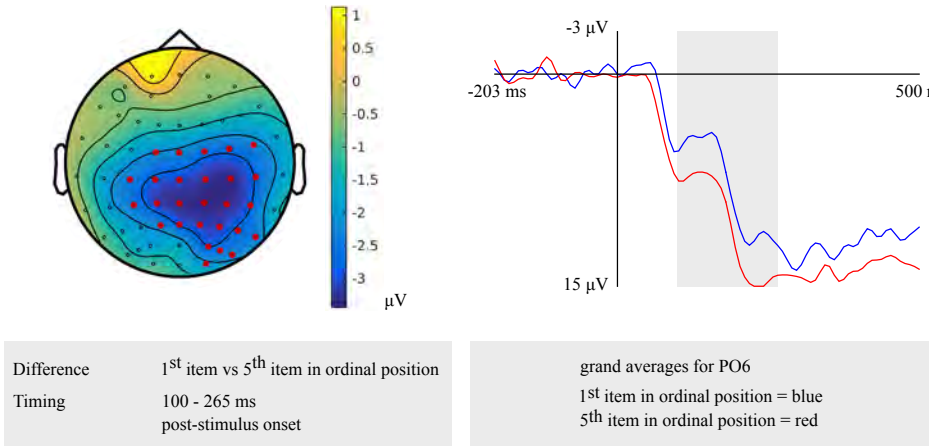 1
0.5
0
-0.5
-1
-1.5
-2
-2.5
-3
μV
-3 μV
-203 ms
500
15 μV
Difference 1st item vs 5th item in ordinal position
Timing 100 - 265 ms
post-stimulus onset
grand averages for PO6
1st item in ordinal position = blue
5th item in ordinal position = red